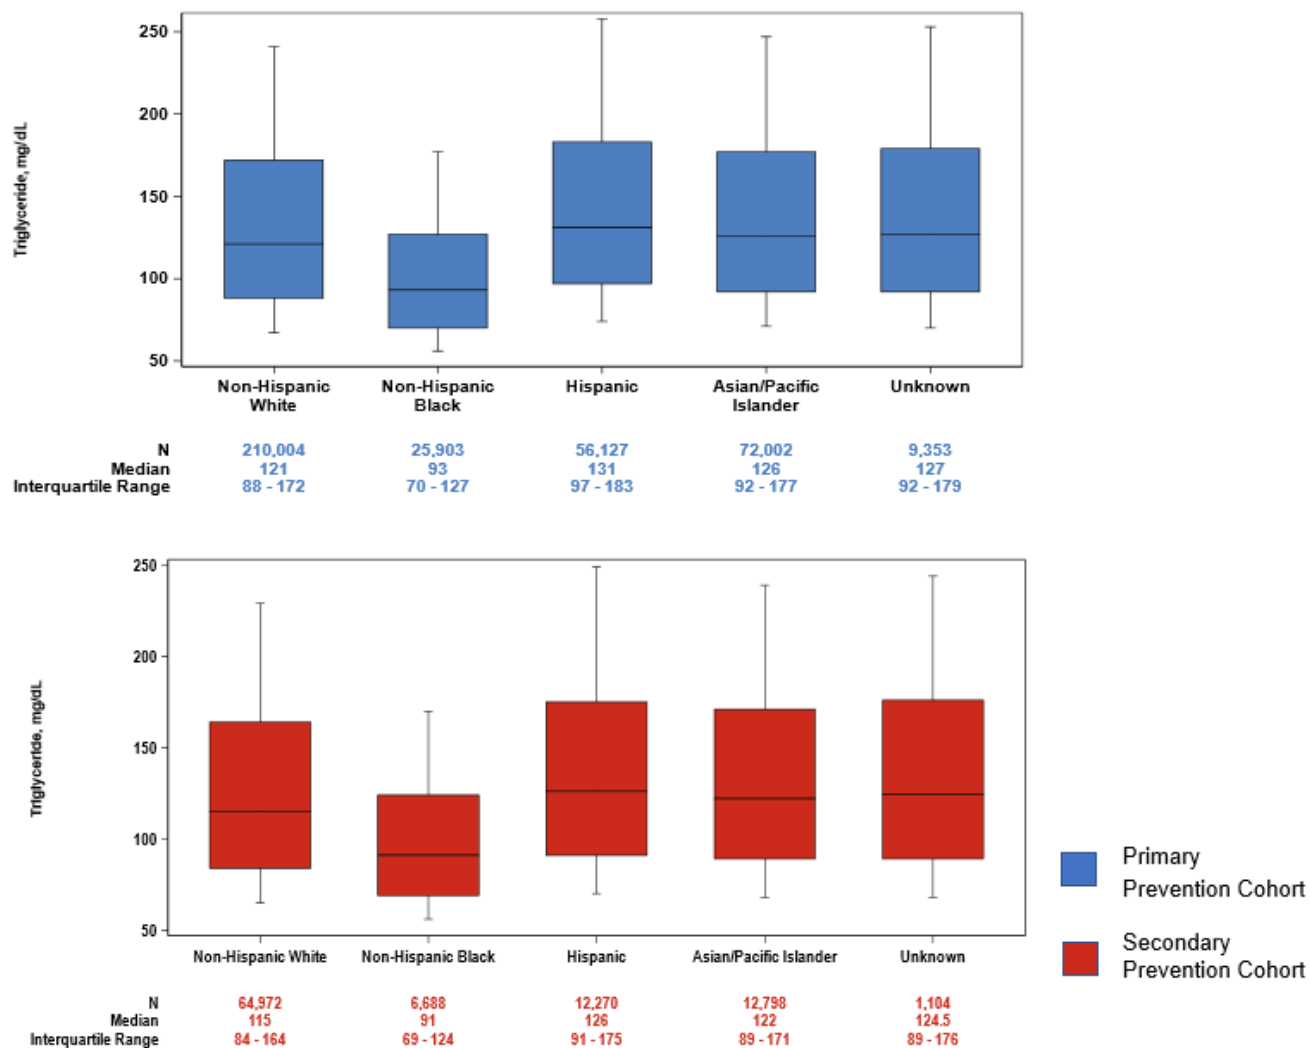 250
200
150
100
50
Triglyceride, mg/dL
Non-Hispanic White
Non-Hispanic Black
Hispanic
Asian/Pacific Islander
Unknown
N 210,004 25,903 56,127 72,002 9,353
Median 121 93 131 126 127
Interquartile Range 88 - 172 70 - 127 97 - 183 92 - 177 92 - 179
250
200
150
100
50
Triglyceride, mg/dL
Non-Hispanic White Non-Hispanic Black Hispanic Asian/Pacific Islander Unknown
N 64,972 6,688 12,270 12,798 1,104
Median 115 91 126 122 124.5
Interquartile Range 84 - 164 69 - 124 91 - 175 89 - 171 89 - 176
Primary
Prevention Cohort
Secondary
Prevention Cohort